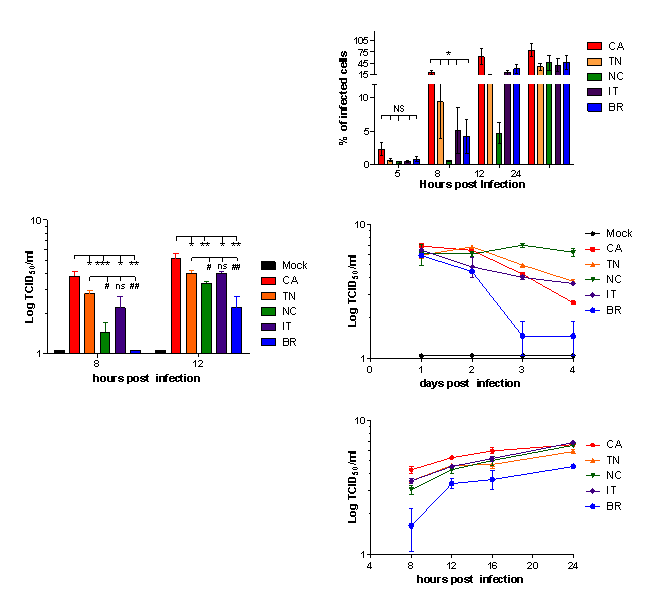 105
75
45
15
10
5
0
% of infected cells
NS
*
5 8 12 24
Hours post Infection
CA
TN
NC
IT
BR
10
1
Log TCID50/ml
* *** * **
# ns ##
* ** * **
# ns ##
8 12
hours post infection
Mock
CA
TN
NC
IT
BR
10
1
Log TCID50/ml
0 1 2 3 4
days post infection
Mock
CA
TN
NC
IT
BR
10
1
Log TCID50/ml
4 8 12 16 20 24
hours post infection
CA
TN
NC
IT
BR